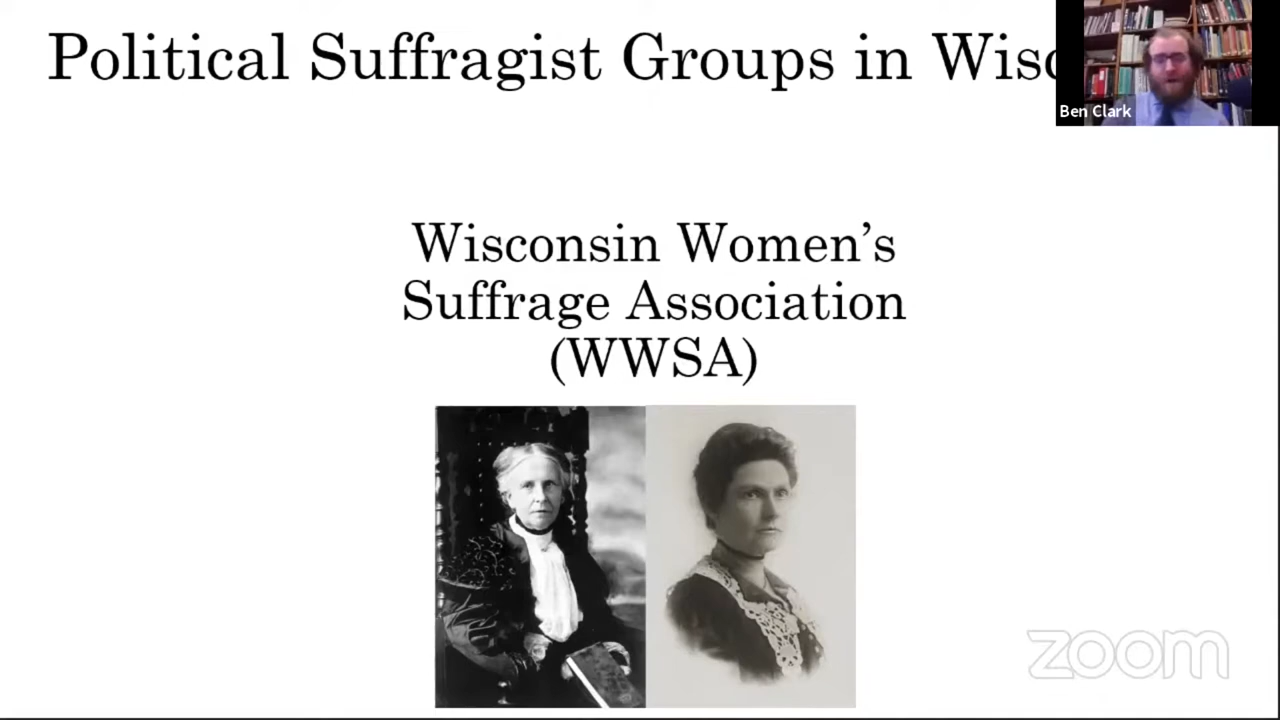 Political Suffragist Groups in Wisc
Ben Clark
Wisconsin Women’s
Suffrage Association
(WWSA)
zoom